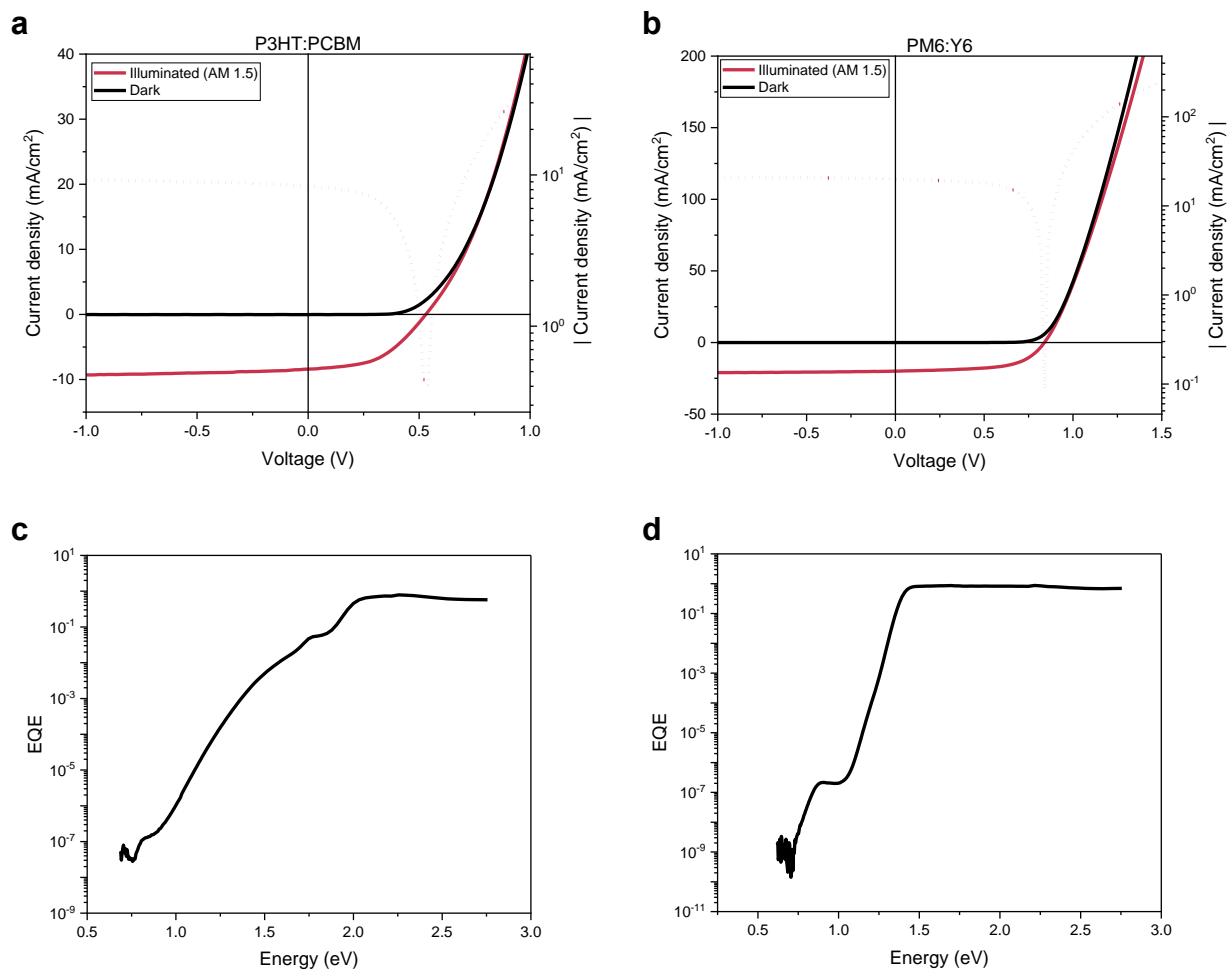 a
P3HT:PCBM
Illuminated (AM 1.5)
Dark
40
30
20
10
0
-10
Current density (mA/cm²)
10¹
10⁰
| Current density (mA/cm²) |
-1.0 -0.5 0.0 0.5 1.0
Voltage (V)
b
PM6:Y6
Illuminated (AM 1.5)
Dark
200
150
100
50
0
-50
Current density (mA/cm²)
10²
10¹
10⁰
10⁻¹
| Current density (mA/cm²) |
-1.0 -0.5 0.0 0.5 1.0 1.5
Voltage (V)
c
10¹
10⁻¹
10⁻³
10⁻⁵
10⁻⁷
10⁻⁹
EQE
0.5 1.0 1.5 2.0 2.5 3.0
Energy (eV)
d
10¹
10⁻¹
10⁻³
10⁻⁵
10⁻⁷
10⁻⁹
10⁻¹¹
EQE
0.5 1.0 1.5 2.0 2.5 3.0
Energy (eV)